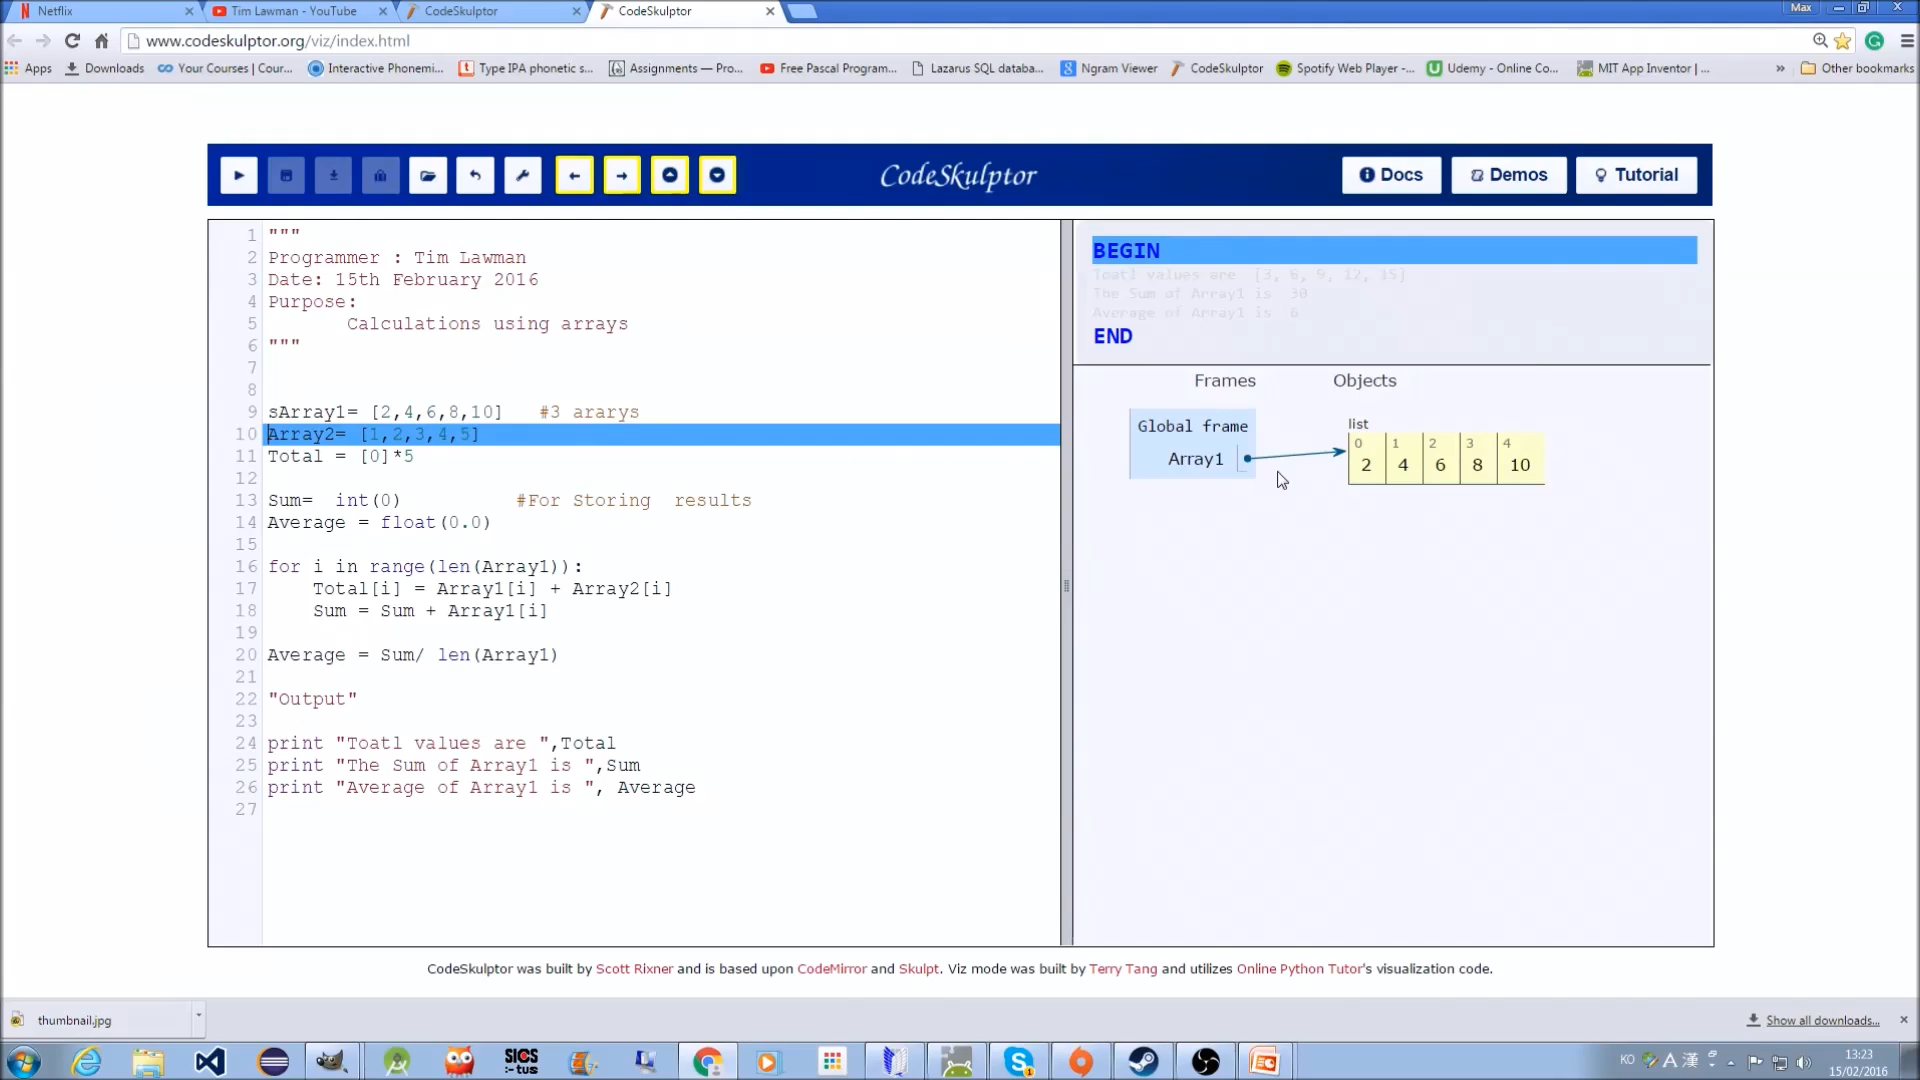 Netflix
Tim Lawman - YouTube
CodeSkulptor
CodeSkulptor
Max
www.codeskulptor.org/viz/index.html
Apps
Downloads
Your Courses | Cour...
Interactive Phonemi...
Type IPA phonetic s...
Assignments — Pro...
Free Pascal Program...
Lazarus SQL databa...
Ngram Viewer
CodeSkulptor
Spotify Web Player -...
Udemy - Online Co...
MIT App Inventor | ...
»
Other bookmarks
CodeSkulptor
Docs
Demos
Tutorial
1 """
2 Programmer : Tim Lawman
3 Date: 15th February 2016
4 Purpose:
5 Calculations using arrays
6 """
7
8
9 sArray1= [2,4,6,8,10] #3 ararys
10 Array2= [1,2,3,4,5]
11 Total = [0]*5
12
13 Sum= int(0) #For Storing results
14 Average = float(0.0)
15
16 for i in range(len(Array1)):
17 Total[i] = Array1[i] + Array2[i]
18 Sum = Sum + Array1[i]
19
20 Average = Sum/ len(Array1)
21
22 "Output"
23
24 print "Toatl values are ",Total
25 print "The Sum of Array1 is ",Sum
26 print "Average of Array1 is ", Average
27
BEGIN
Toatl values are [3, 6, 9, 12, 15]
The Sum of Array1 is 30
Average of Array1 is 6
END
Frames Objects
Global frame
Array1
list
0 1 2 3 4
2 4 6 8 10
CodeSkulptor was built by Scott Rixner and is based upon CodeMirror and Skulpt. Viz mode was built by Terry Tang and utilizes Online Python Tutor's visualization code.
thumbnail.jpg
Show all downloads...
SICS
:-tus
KO
A 漢
13:23
15/02/2016